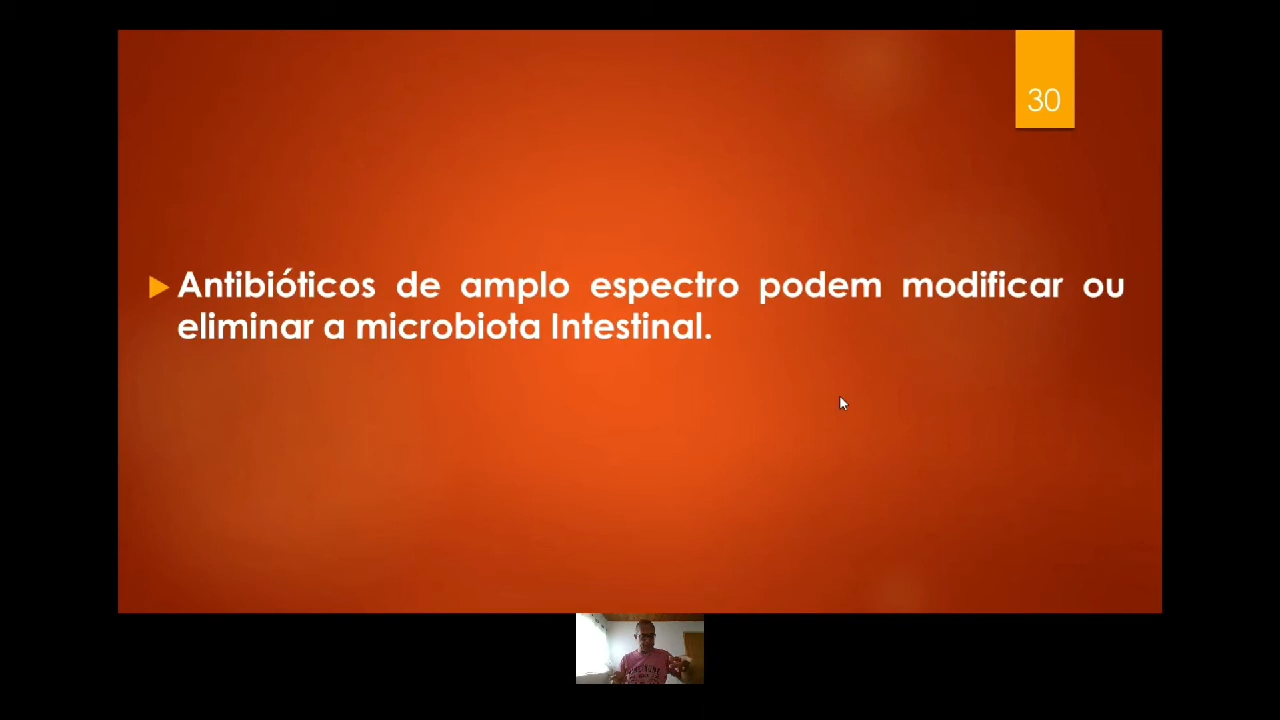 30
Antibióticos de amplo espectro podem modificar ou
eliminar a microbiota Intestinal.